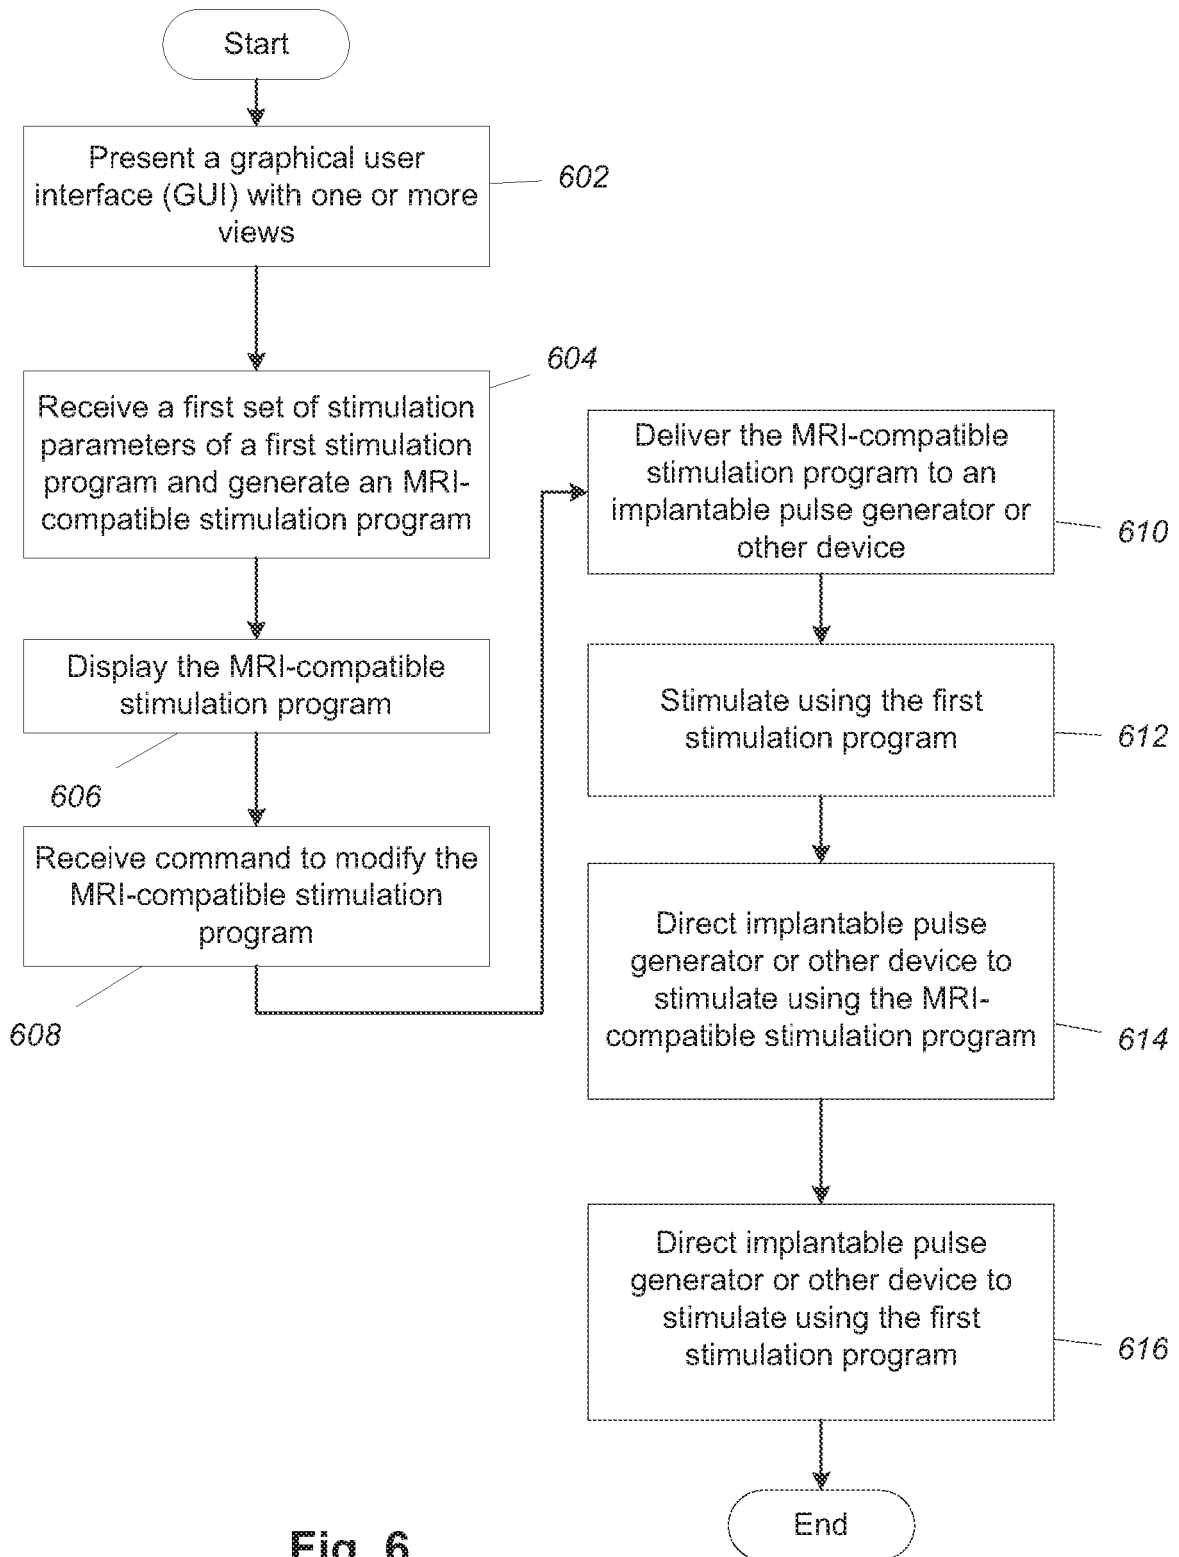 Start
Present a graphical user
interface (GUI) with one or more
views
602
604
Receive a first set of stimulation
parameters of a first stimulation
program and generate an MRI-
compatible stimulation program
Display the MRI-compatible
stimulation program
606
Receive command to modify the
MRI-compatible stimulation
program
608
Deliver the MRI-compatible
stimulation program to an
implantable pulse generator or
other device
610
Stimulate using the first
stimulation program
612
Direct implantable pulse
generator or other device to
stimulate using the MRI-
compatible stimulation program
614
Direct implantable pulse
generator or other device to
stimulate using the first
stimulation program
616
End
Fig. 6